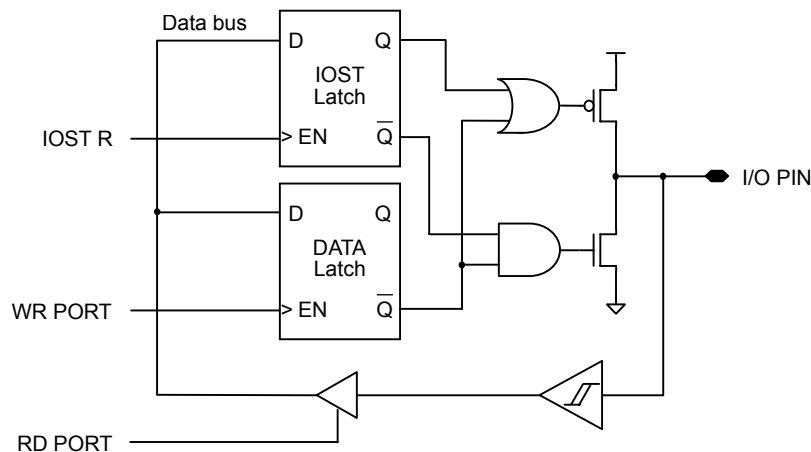 Data bus
D
Q
IOST
Latch
IOST R
> EN
Q̅
I/O PIN
D
Q
DATA
Latch
WR PORT
> EN
Q̅
RD PORT